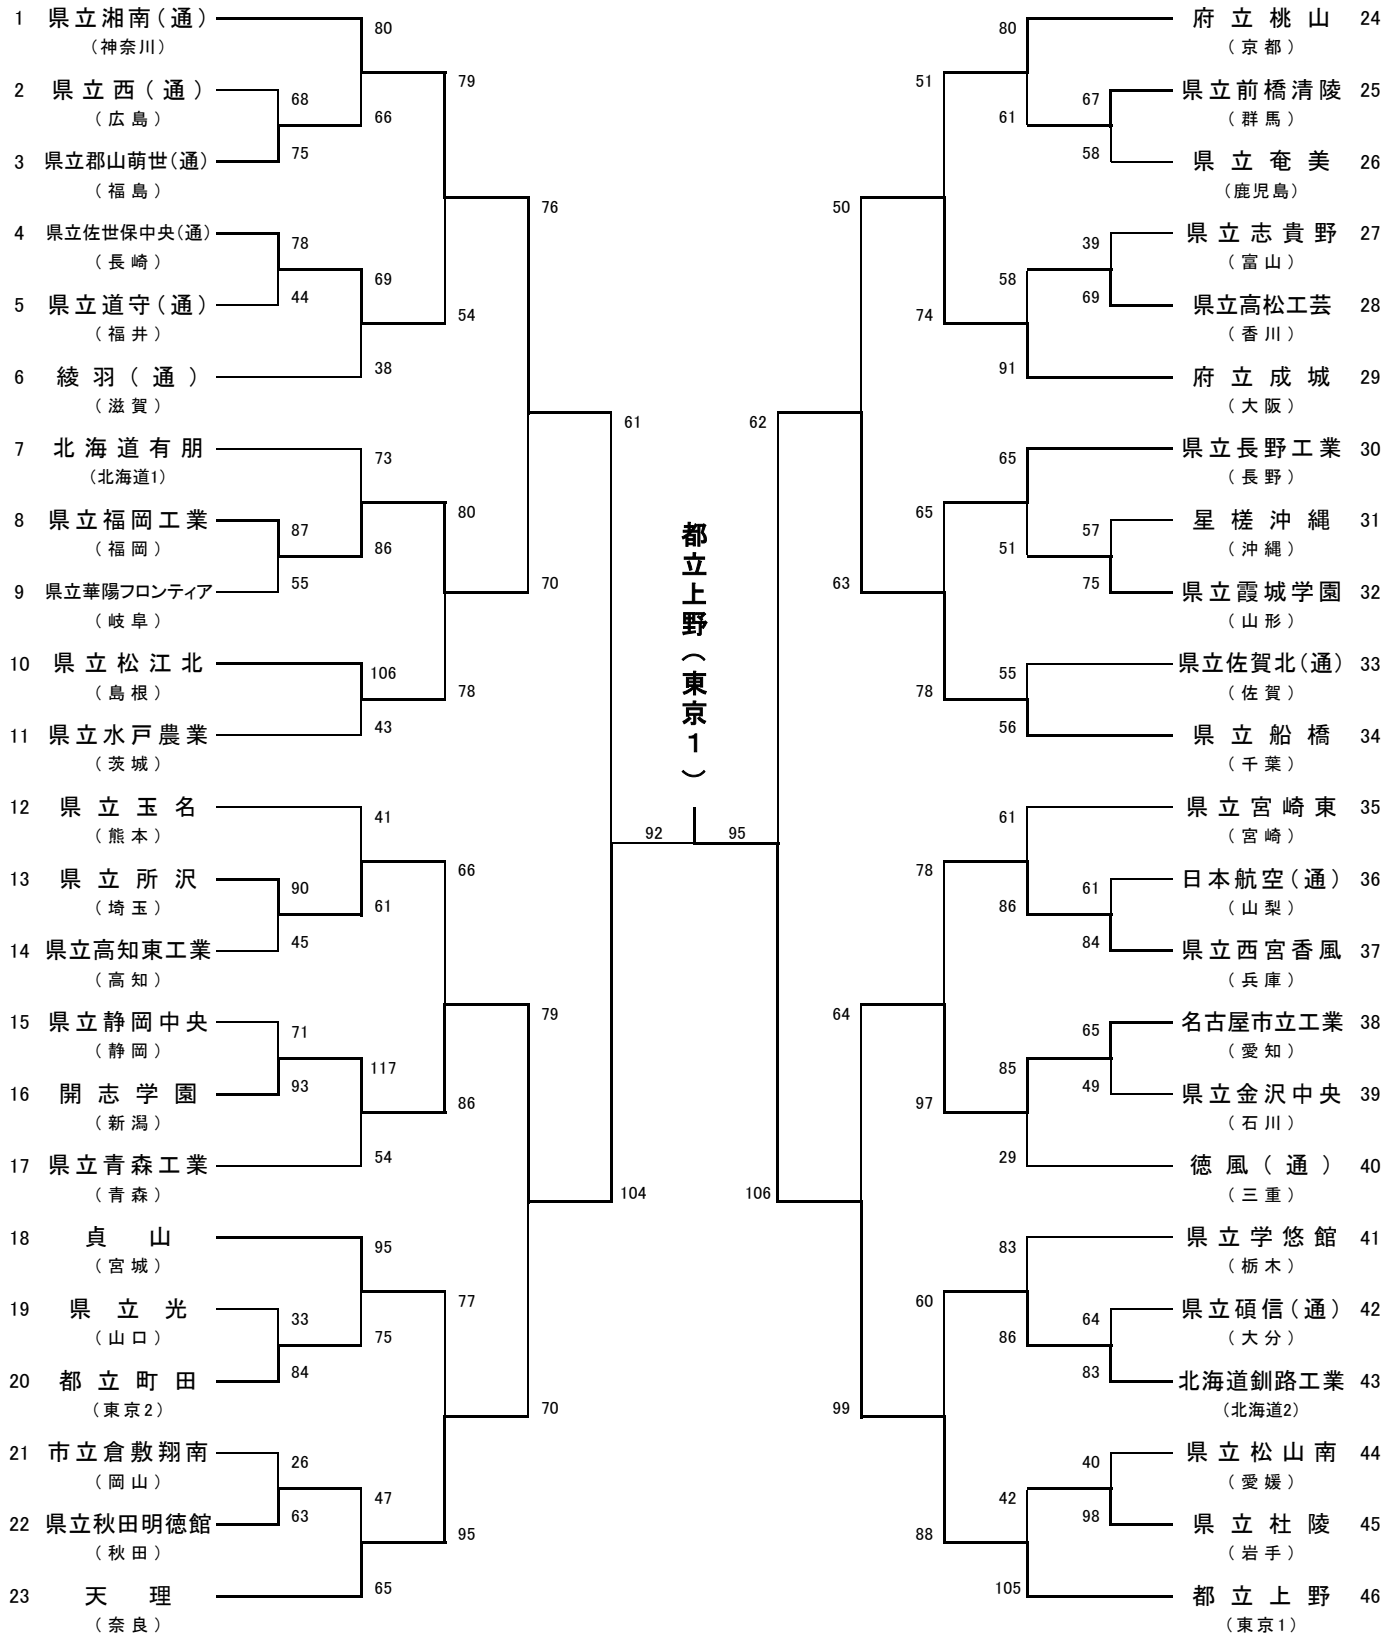 1 県立湘南(通) 80 80 府立桃山 24
(神奈川) (京都)
79 51
2 県立西(通) 68 67 県立前橋清陵 25
66 61
(広島) (群馬)
3 県立郡山萌世(通) 75 58 県立奄美 26
(福島) (鹿児島)
76 50
4 県立佐世保中央(通) 78 39 県立志貴野 27
(長崎) (富山)
69 58
5 県立道守(通) 44 69 県立高松工芸 28
54 74
(福井) (香川)
6 綾羽(通) 38 91 府立成城 29
(滋賀) (大阪)
61 62
7 北海道有朋 73 65 県立長野工業 30
(北海道1) (長野)
80 65
8 県立福岡工業 87 57 星槎沖縄 31
86 51
(福岡) (沖縄)
9 県立華陽フロンティア 55 70 63 75 県立霞城学園 32
(岐阜) (山形)
10 県立松江北 106 55 県立佐賀北(通) 33
(島根) 78 78 (佐賀)
11 県立水戸農業 43 56 県立船橋 34
(茨城) (千葉)
都立上野(東京1)
12 県立玉名 41 61 県立宮崎東 35
(熊本) (宮崎)
92 95
66 78
13 県立所沢 90 61 日本航空(通) 36
61 86
(埼玉) (山梨)
14 県立高知東工業 45 84 県立西宮香風 37
(高知) (兵庫)
79 64
15 県立静岡中央 71 65 名古屋市立工業 38
(静岡) (愛知)
117 85
16 開志学園 93 49 県立金沢中央 39
86 97
(新潟) (石川)
17 県立青森工業 54 29 徳風(通) 40
(青森) (三重)
104 106
18 貞山 95 83 県立学悠館 41
(宮城) (栃木)
77 60
19 県立光 33 64 県立碩信(通) 42
75 86
(山口) (大分)
20 都立町田 84 83 北海道釧路工業 43
(東京2) (北海道2)
70 99
21 市立倉敷翔南 26 40 県立松山南 44
(岡山) (愛媛)
47 42
22 県立秋田明徳館 63 98 県立杜陵 45
95 88
(秋田) (岩手)
23 天理 65 105 都立上野 46
(奈良) (東京1)